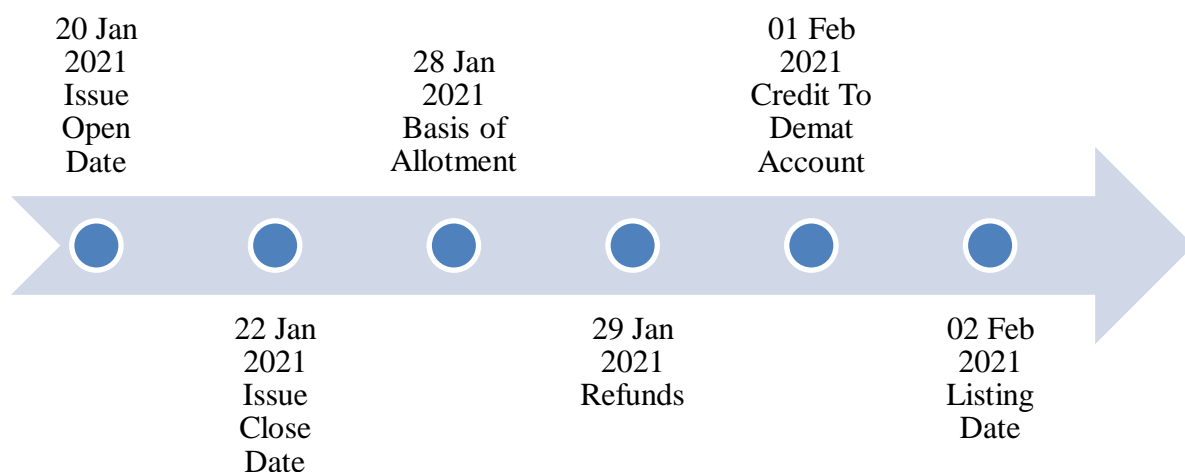 20 Jan
2021
Issue
Open
Date
22 Jan
2021
Issue
Close
Date
28 Jan
2021
Basis of
Allotment
29 Jan
2021
Refunds
01 Feb
2021
Credit To
Demat
Account
02 Feb
2021
Listing
Date